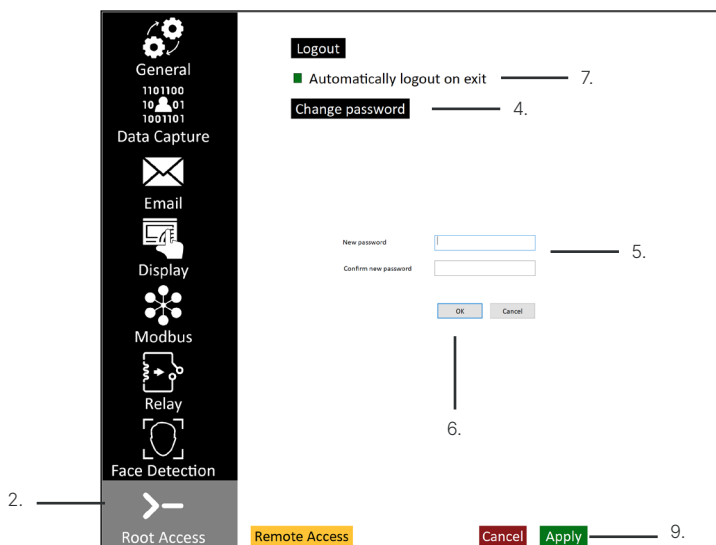 General
1101100
10 01
1001101
Data Capture
Email
Display
Modbus
Relay
Face Detection
2.
Root Access
Logout
Automatically logout on exit
7.
Change password
4.
New password
5.
Confirm new password
OK
Cancel
6.
Remote Access
Cancel
Apply
9.